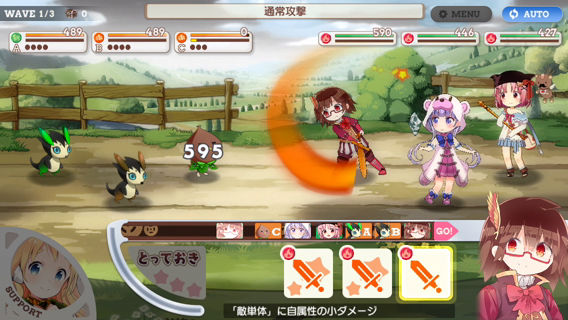 WAVE 1/3
0
通常攻撃
MENU
AUTO
489
489
0
590
446
427
A
B
C
595
C
A
B
GO!
とっておき
SUPPORT
「敵単体」に自属性の小ダメージ